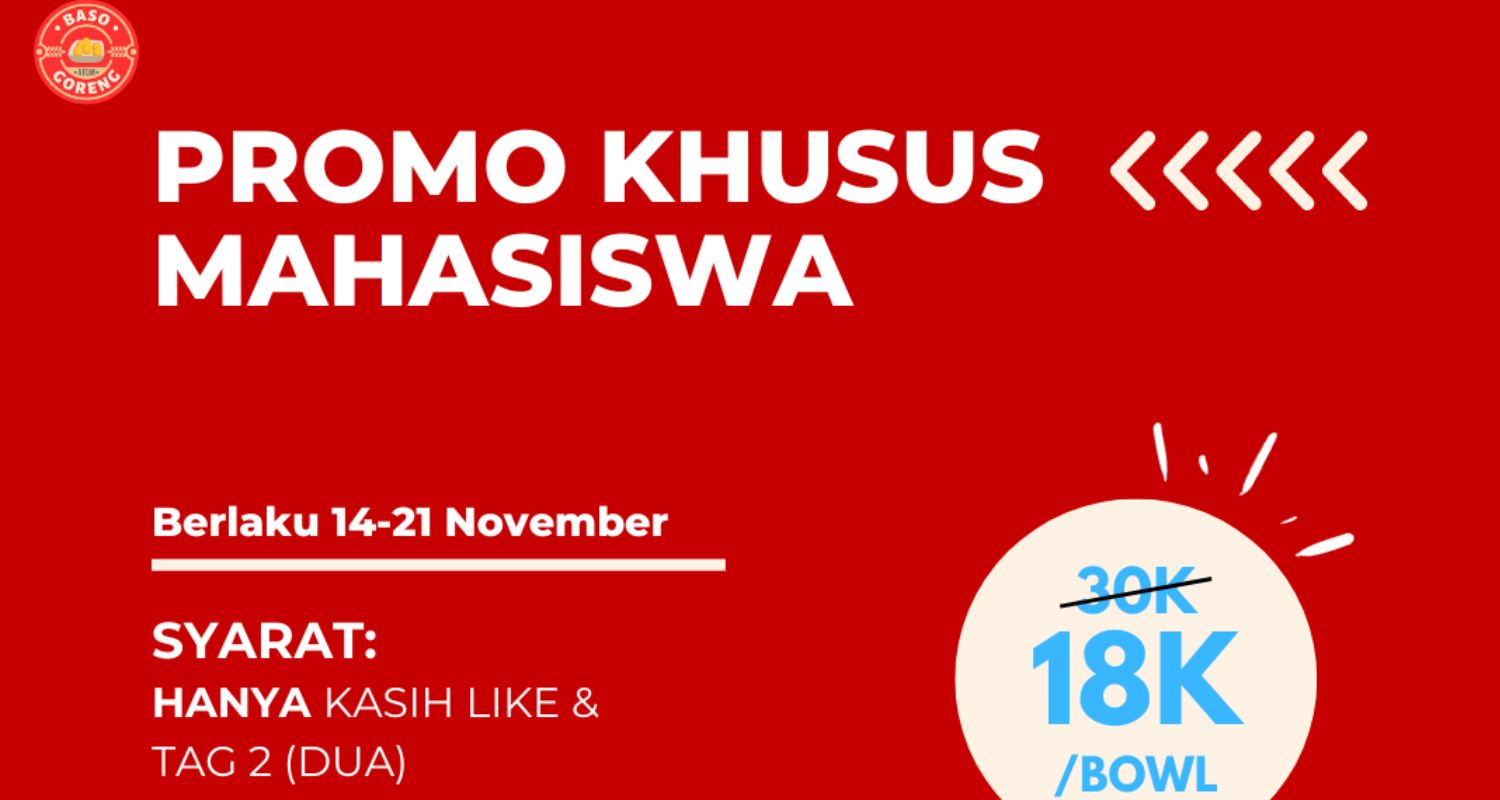 BASO
ATOM
GORENG
PROMO KHUSUS
MAHASISWA
Berlaku 14-21 November
SYARAT:
HANYA KASIH LIKE &
TAG 2 (DUA)
30K
18K
/BOWL